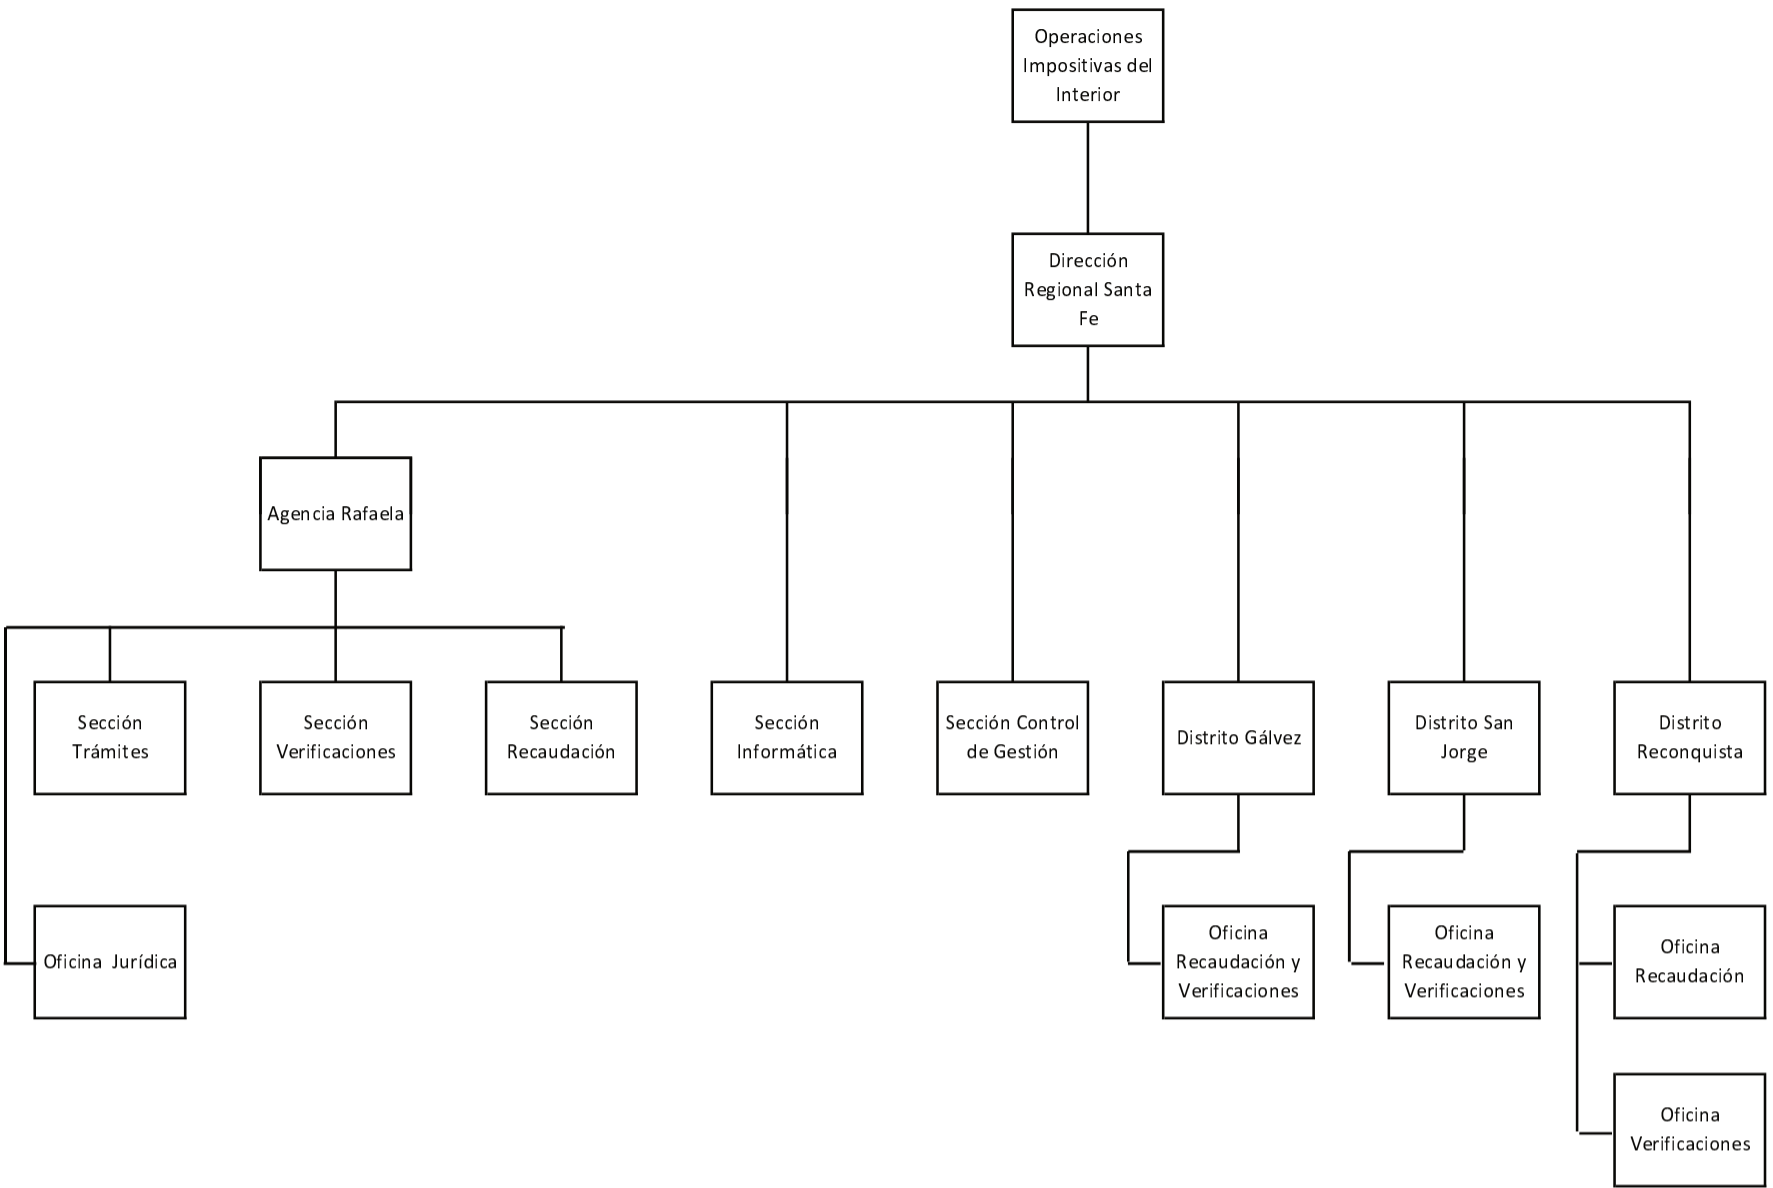 Operaciones
Impositivas del
Interior
Dirección
Regional Santa
Fe
Agencia Rafaela
Sección
Trámites
Sección
Verificaciones
Sección
Recaudación
Sección
Informática
Sección Control
de Gestión
Distrito Gálvez
Distrito San
Jorge
Distrito
Reconquista
Oficina Jurídica
Oficina
Recaudación y
Verificaciones
Oficina
Recaudación y
Verificaciones
Oficina
Recaudación
Oficina
Verificaciones